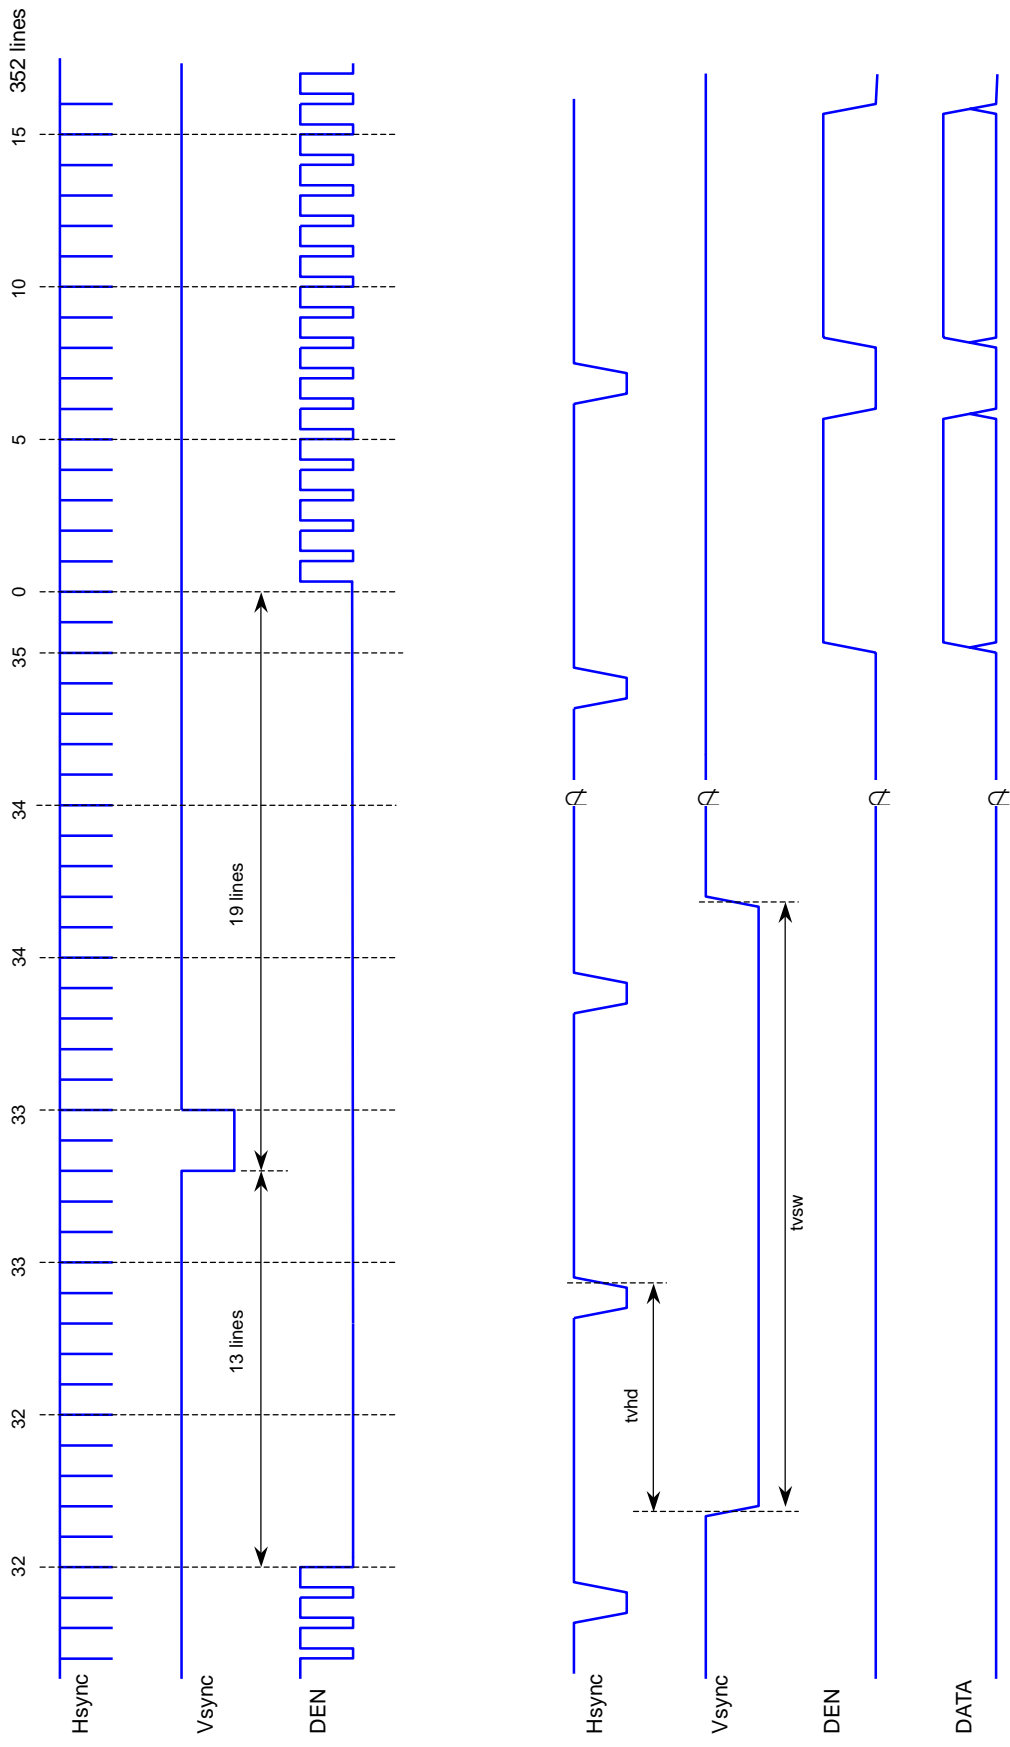 32 32 33 33 34 34 35 0 5 10 15 352 lines
Hsync
Vsync
13 lines 19 lines
DEN
Hsync
tvhd
Vsync
tvsw
DEN
DATA